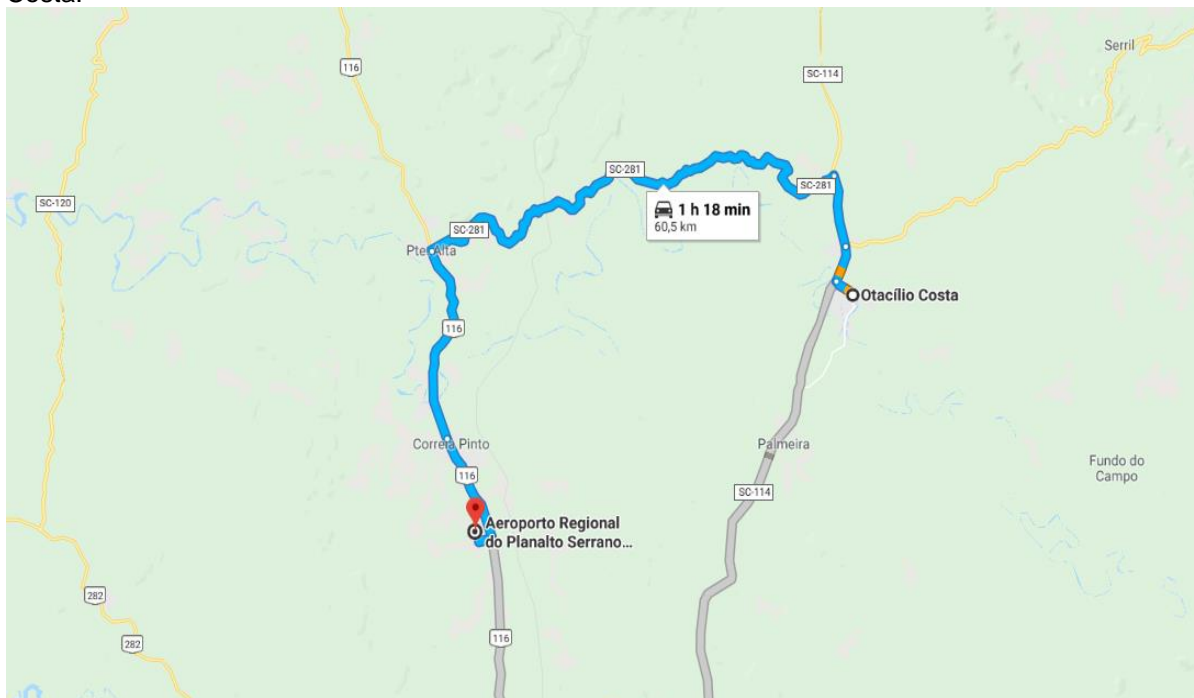 Costa.
116
Serril
SC-114
SC-281
SC-281
SC-120
1 h 18 min
60,5 km
SC-281
Pte. Alta
Otacílio Costa
116
Correia Pinto
Palmeira
Fundo do
Campo
116
SC-114
Aeroporto Regional
do Planalto Serrano...
282
282
116